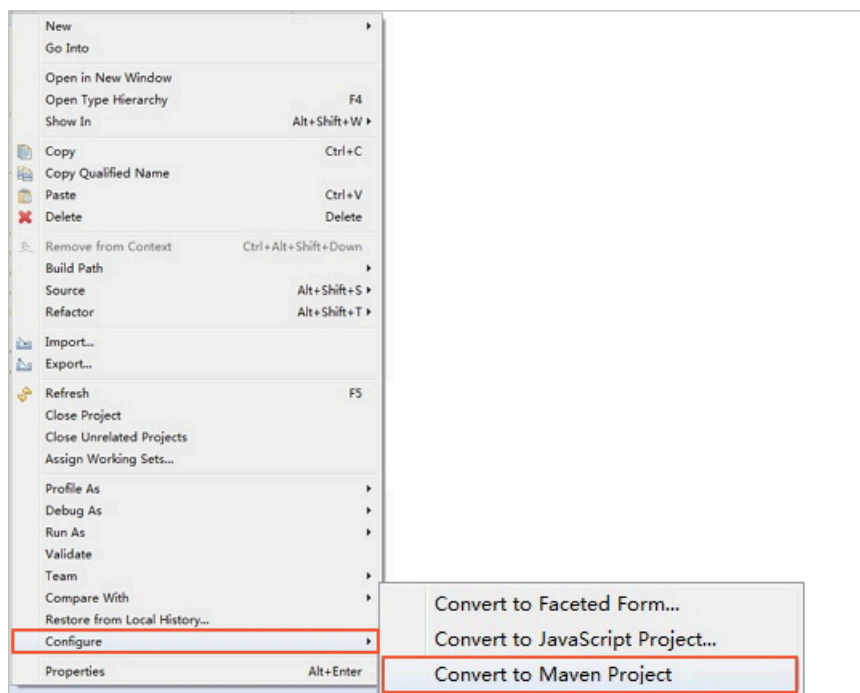 New
Go Into
Open in New Window
Open Type Hierarchy F4
Show In Alt+Shift+W
Copy Ctrl+C
Copy Qualified Name
Paste Ctrl+V
Delete Delete
Remove from Context Ctrl+Alt+Shift+Down
Build Path
Source Alt+Shift+S
Refactor Alt+Shift+T
Import...
Export...
Refresh F5
Close Project
Close Unrelated Projects
Assign Working Sets...
Profile As
Debug As
Run As
Validate
Team
Compare With
Restore from Local History...
Configure
Properties Alt+Enter
Convert to Faceted Form...
Convert to JavaScript Project...
Convert to Maven Project